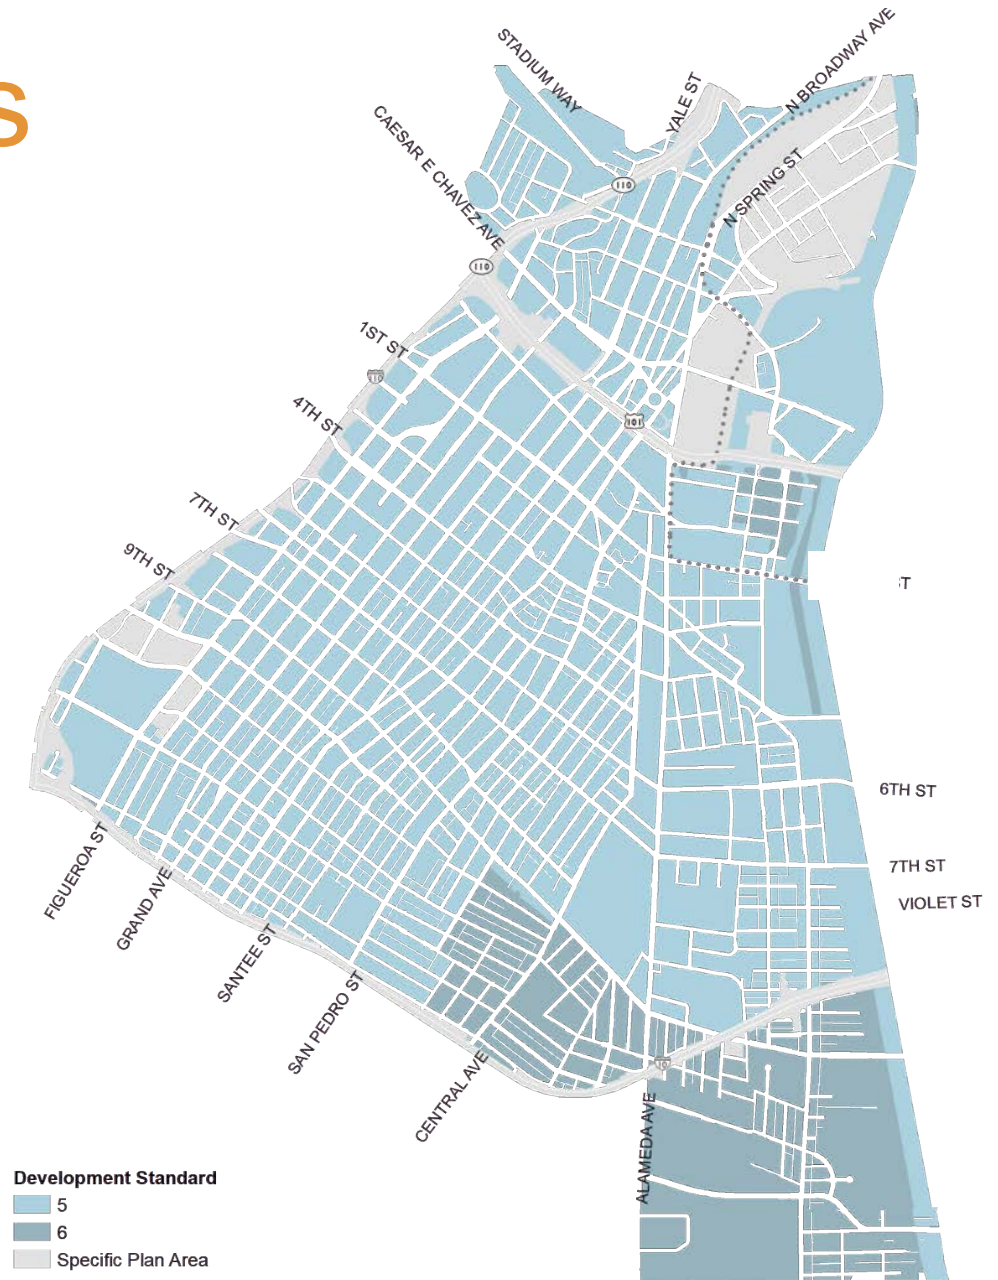 s
STADIUM WAY
YALE ST
N BROADWAY AVE
CAESAR E CHAVEZ AVE
N SPRING ST
110
110
1ST ST
110
4TH ST
101
7TH ST
9TH ST
T
6TH ST
7TH ST
VIOLET ST
FIGUEROA ST
GRAND AVE
SANTEE ST
SAN PEDRO ST
CENTRAL AVE
10
ALAMEDA AVE
Development Standard
5
6
Specific Plan Area